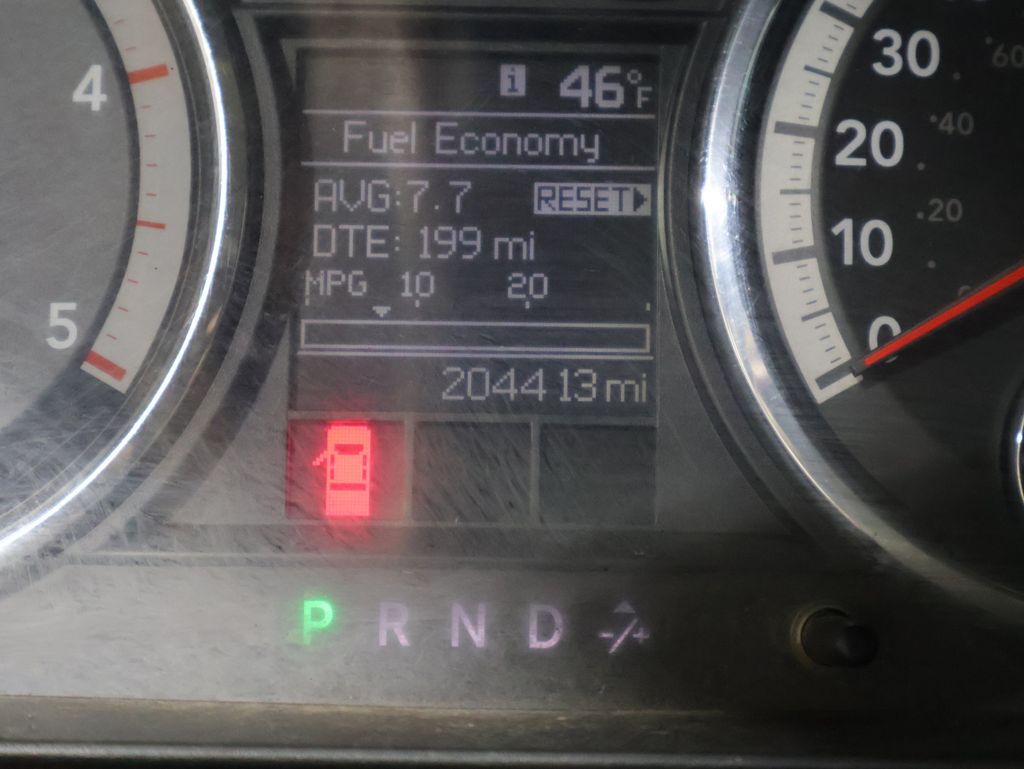 4
5
i 46°F
Fuel Economy
AVG:7.7 RESET
DTE: 199 mi
MPG 10 20
204413 mi
P R N D -/+
30
60
20
40
10
20
0
0